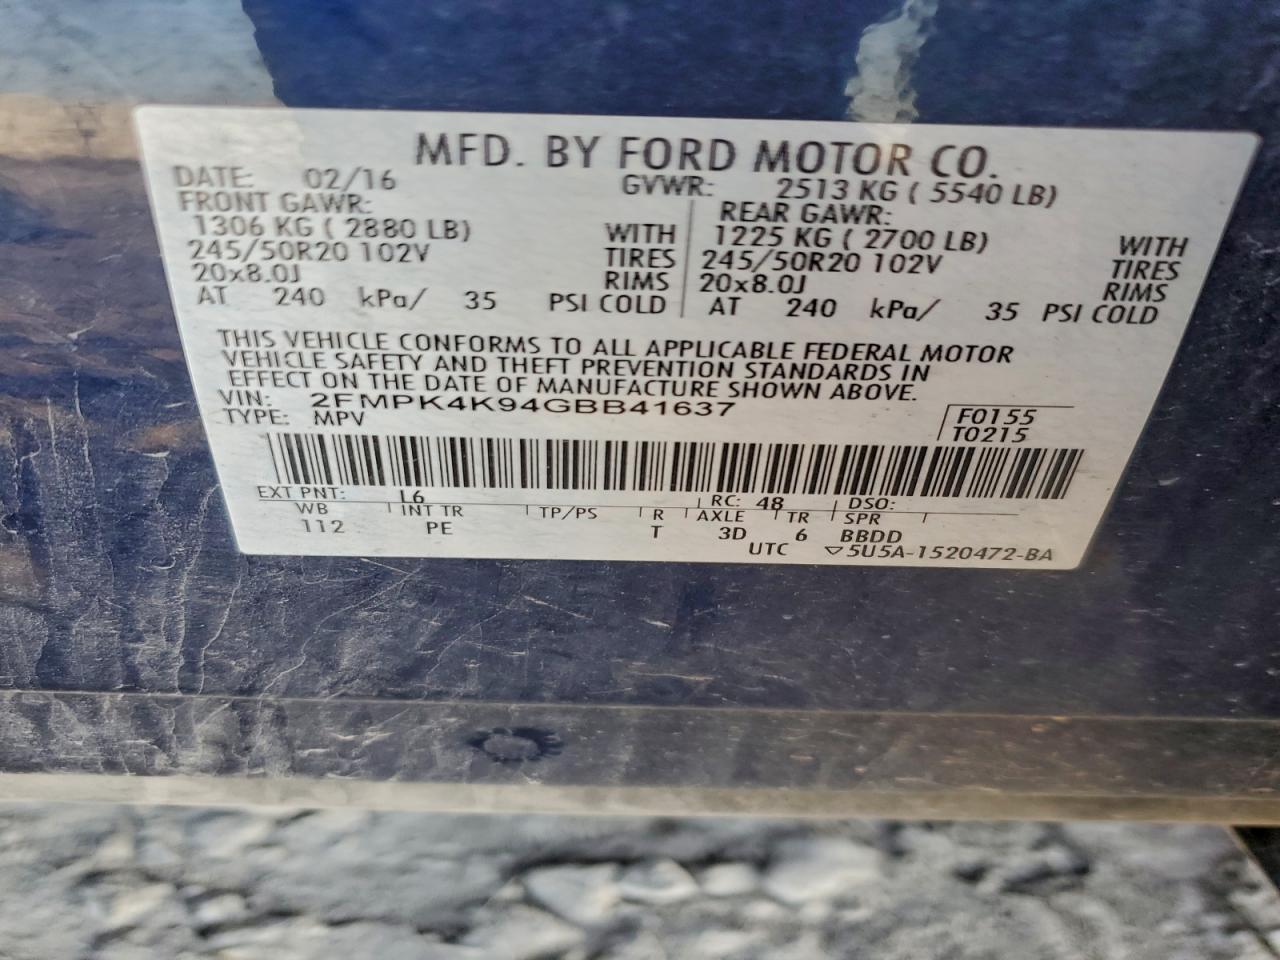 MFD. BY FORD MOTOR CO.
DATE: 02/16 GVWR: 2513 KG ( 5540 LB)
FRONT GAWR: REAR GAWR:
1306 KG ( 2880 LB) WITH 1225 KG ( 2700 LB) WITH
245/50R20 102V TIRES 245/50R20 102V TIRES
20x8.0J RIMS 20x8.0J RIMS
AT 240 kPa/ 35 PSI COLD AT 240 kPa/ 35 PSI COLD
THIS VEHICLE CONFORMS TO ALL APPLICABLE FEDERAL MOTOR
VEHICLE SAFETY AND THEFT PREVENTION STANDARDS IN
EFFECT ON THE DATE OF MANUFACTURE SHOWN ABOVE.
VIN: 2FMPK4K94GBB41637 F0155
TYPE: MPV T0215
EXT PNT: L6 RC: 48 DSO:
WB INT TR TP/PS R AXLE TR SPR
112 PE T 3D 6 BBDD
UTC ▽5U5A-1520472-BA